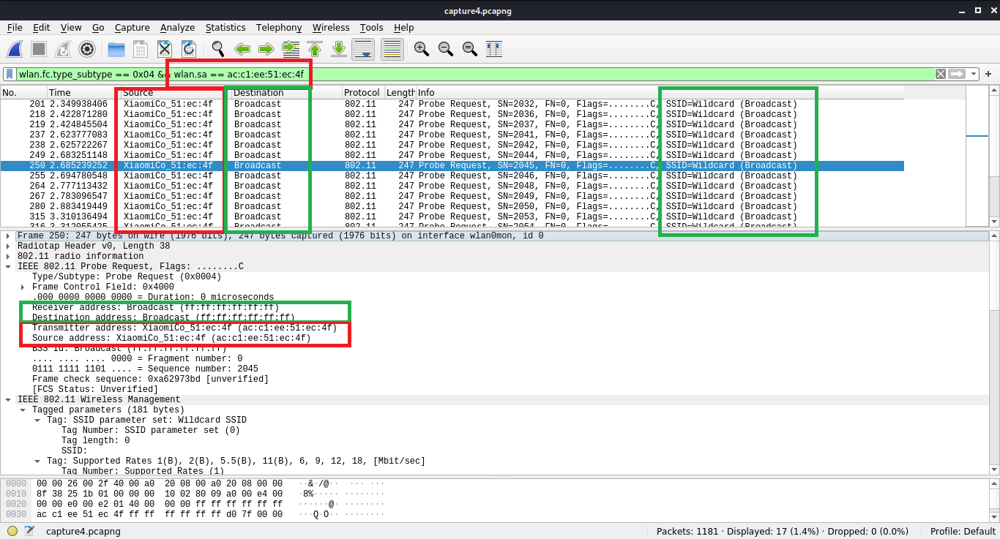 capture4.pcapng
File Edit View Go Capture Analyze Statistics Telephony Wireless Tools Help
wlan.fc.type_subtype == 0x04 && wlan.sa == ac:c1:ee:51:ec:4f
No. Time Source Destination Protocol Length Info
201 2.349938406 XiaomiCo_51:ec:4f Broadcast 802.11 247 Probe Request, SN=2032, FN=0, Flags=........C, SSID=Wildcard (Broadcast)
218 2.422871280 XiaomiCo_51:ec:4f Broadcast 802.11 247 Probe Request, SN=2036, FN=0, Flags=........C, SSID=Wildcard (Broadcast)
219 2.424845504 XiaomiCo_51:ec:4f Broadcast 802.11 247 Probe Request, SN=2037, FN=0, Flags=........C, SSID=Wildcard (Broadcast)
237 2.623777083 XiaomiCo_51:ec:4f Broadcast 802.11 247 Probe Request, SN=2041, FN=0, Flags=........C, SSID=Wildcard (Broadcast)
238 2.625722267 XiaomiCo_51:ec:4f Broadcast 802.11 247 Probe Request, SN=2042, FN=0, Flags=........C, SSID=Wildcard (Broadcast)
249 2.683251148 XiaomiCo_51:ec:4f Broadcast 802.11 247 Probe Request, SN=2044, FN=0, Flags=........C, SSID=Wildcard (Broadcast)
250 2.685239252 XiaomiCo_51:ec:4f Broadcast 802.11 247 Probe Request, SN=2045, FN=0, Flags=........C, SSID=Wildcard (Broadcast)
255 2.694780548 XiaomiCo_51:ec:4f Broadcast 802.11 247 Probe Request, SN=2046, FN=0, Flags=........C, SSID=Wildcard (Broadcast)
264 2.777113432 XiaomiCo_51:ec:4f Broadcast 802.11 247 Probe Request, SN=2048, FN=0, Flags=........C, SSID=Wildcard (Broadcast)
267 2.783096547 XiaomiCo_51:ec:4f Broadcast 802.11 247 Probe Request, SN=2049, FN=0, Flags=........C, SSID=Wildcard (Broadcast)
280 2.883419449 XiaomiCo_51:ec:4f Broadcast 802.11 247 Probe Request, SN=2050, FN=0, Flags=........C, SSID=Wildcard (Broadcast)
315 3.310136494 XiaomiCo_51:ec:4f Broadcast 802.11 247 Probe Request, SN=2053, FN=0, Flags=........C, SSID=Wildcard (Broadcast)
316 3.312055425 XiaomiCo_51:ec:4f Broadcast 802.11 247 Probe Request, SN=2054, FN=0, Flags=........C, SSID=Wildcard (Broadcast)
Frame 250: 247 bytes on wire (1976 bits), 247 bytes captured (1976 bits) on interface wlan0mon, id 0
Radiotap Header v0, Length 38
802.11 radio information
IEEE 802.11 Probe Request, Flags: ........C
Type/Subtype: Probe Request (0x0004)
Frame Control Field: 0x4000
.000 0000 0000 0000 = Duration: 0 microseconds
Receiver address: Broadcast (ff:ff:ff:ff:ff:ff)
Destination address: Broadcast (ff:ff:ff:ff:ff:ff)
Transmitter address: XiaomiCo_51:ec:4f (ac:c1:ee:51:ec:4f)
Source address: XiaomiCo_51:ec:4f (ac:c1:ee:51:ec:4f)
BSS Id: Broadcast (ff:ff:ff:ff:ff:ff)
.... .... .... 0000 = Fragment number: 0
0111 1111 1101 .... = Sequence number: 2045
Frame check sequence: 0xa62973bd [unverified]
[FCS Status: Unverified]
IEEE 802.11 Wireless Management
Tagged parameters (181 bytes)
Tag: SSID parameter set: Wildcard SSID
Tag Number: SSID parameter set (0)
Tag length: 0
SSID:
Tag: Supported Rates 1(B), 2(B), 5.5(B), 11(B), 6, 9, 12, 18, [Mbit/sec]
Tag Number: Supported Rates (1)
0000 00 00 26 00 2f 40 00 a0 20 08 00 a0 20 08 00 00 ··&·/@·· ··· ···
0010 8f 38 25 1b 01 00 00 00 10 02 80 09 a0 00 e4 00 ·8%····· ········
0020 00 00 e0 00 e2 01 40 00 00 00 ff ff ff ff ff ff ······@· ········
0030 ac c1 ee 51 ec 4f ff ff ff ff ff ff d0 7f 00 00 ···Q·O·· ········
capture4.pcapng
Packets: 1181 · Displayed: 17 (1.4%) · Dropped: 0 (0.0%)
Profile: Default